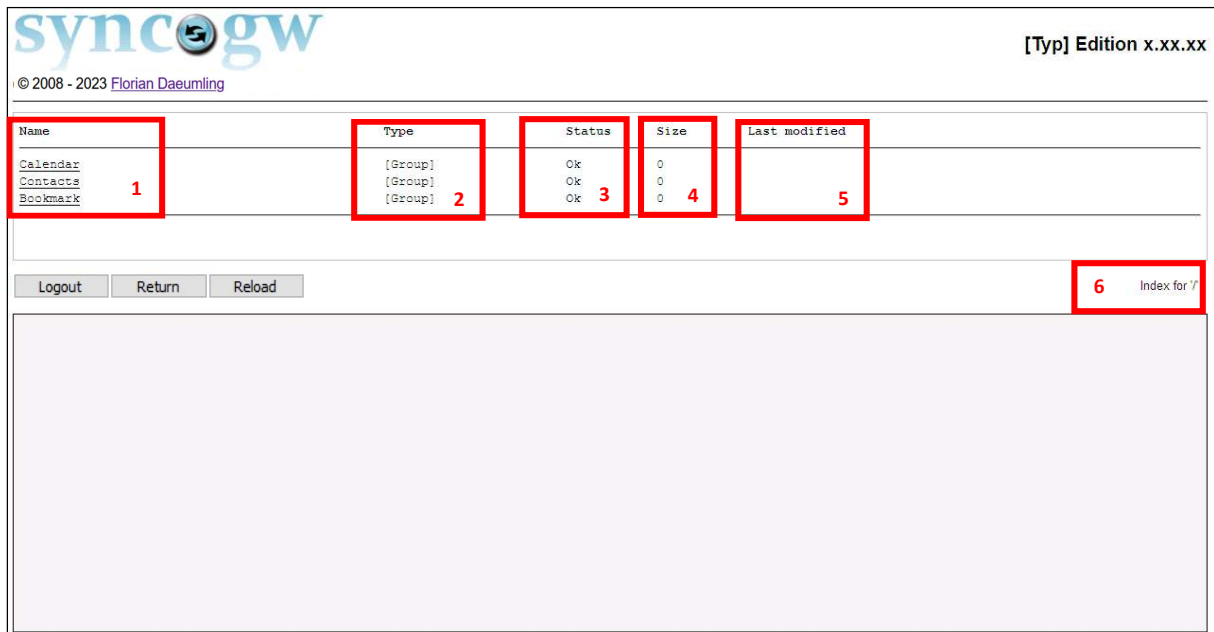 syncgw
[Typ] Edition x.xx.xx
© 2008 - 2023 Florian Daeumling
Name Type Status Size Last modified
Calendar [Group] Ok 0
Contacts [Group] Ok 0
Bookmark [Group] Ok 0
1 2 3 4 5
Logout Return Reload 6 Index for '/'